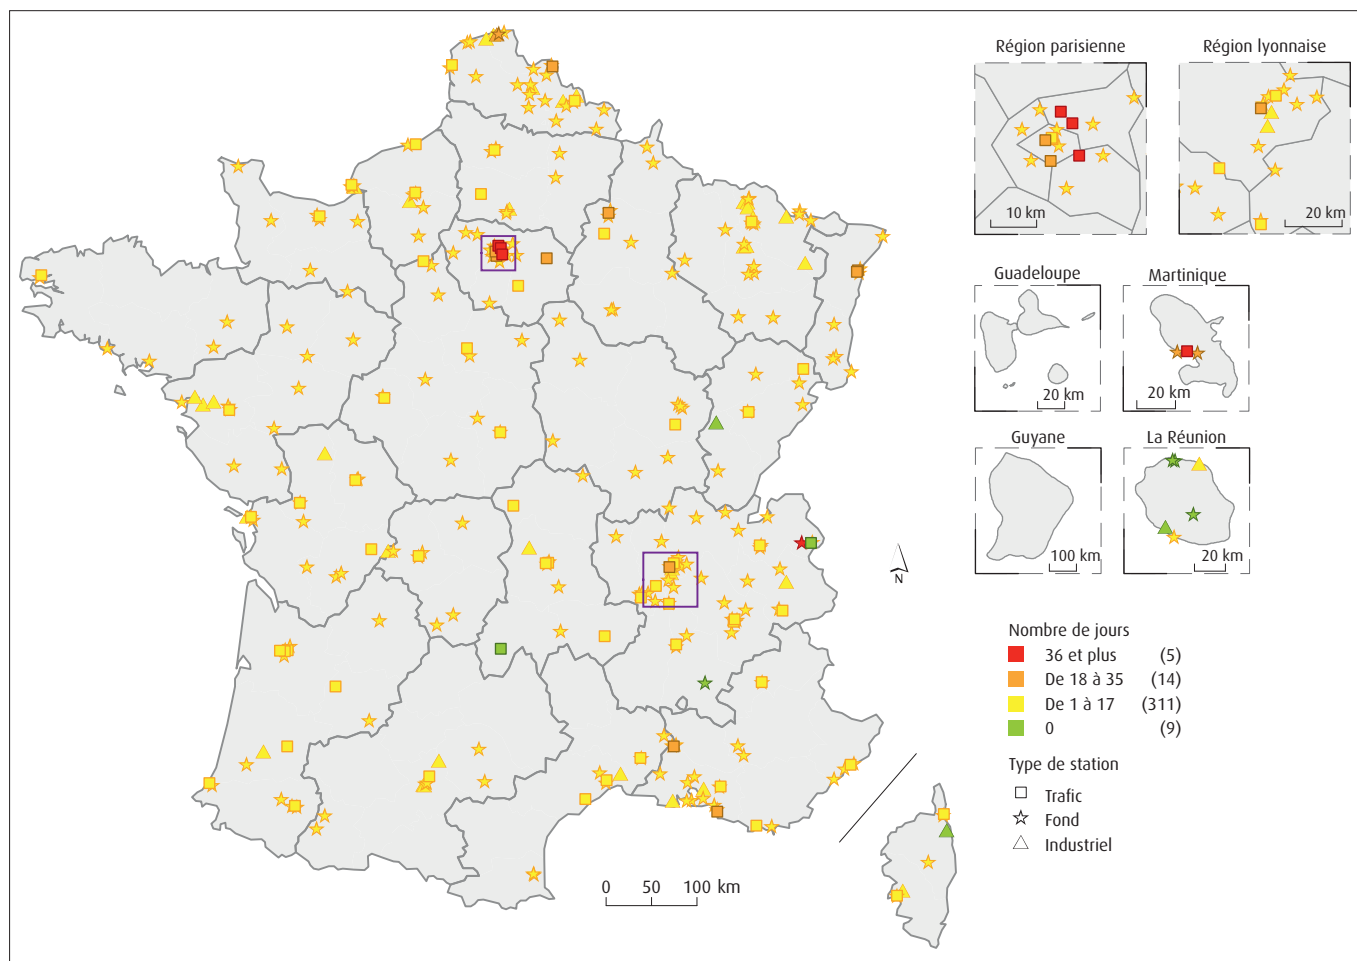 Région parisienne
Région lyonnaise
10 km
20 km
Guadeloupe
Martinique
20 km
20 km
Guyane
La Réunion
100 km
20 km
N
Nombre de jours
36 et plus (5)
De 18 à 35 (14)
De 1 à 17 (311)
0 (9)
Type de station
Trafic
Fond
Industriel
0 50 100 km